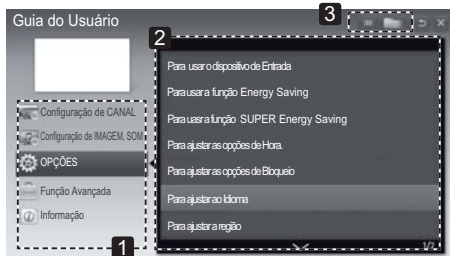 Guia do Usuário
3
2
Configuração de CANAL
Configuração de IMAGEM, SOM
OPÇÕES
Função Avançada
Informação
1
Para usar o dispositivo de Entrada
Para usar a função Energy Saving
Para uasr a função SUPER Energy Saving
Para ajustar as opções de Hora.
Para ajustar as opções de Bloqueio
Para ajustar ao Idioma
Para ajustar a região
1/2